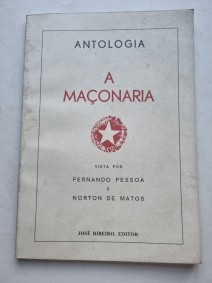 ANTOLOGIA
A
MAÇONARIA
VISTA POR
FERNANDO PESSOA
E
NORTON DE MATOS
JOSÉ RIBEIRO, EDITOR